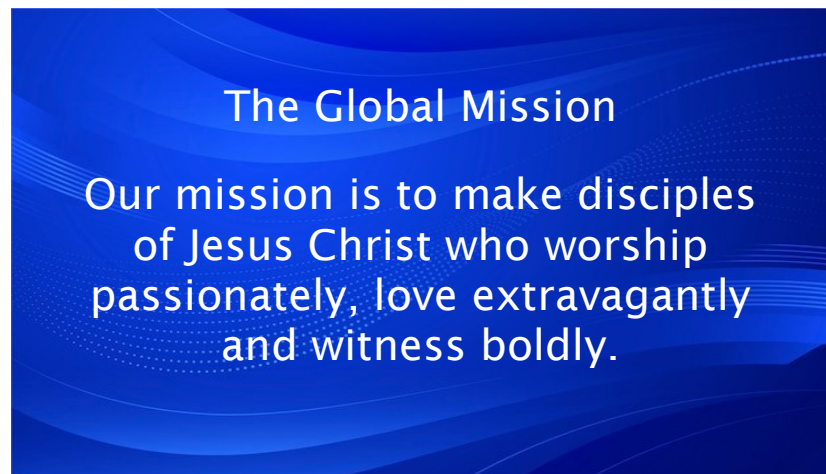 The Global Mission
Our mission is to make disciples
of Jesus Christ who worship
passionately, love extravagantly
and witness boldly.